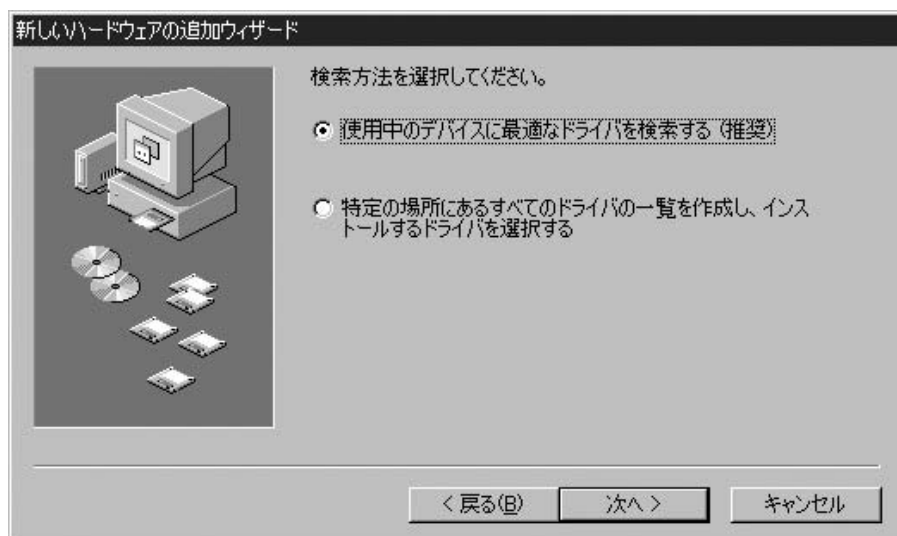 新しいハードウェアの追加ウィザード
検索方法を選択してください。
使用中のデバイスに最適なドライバを検索する（推奨）
特定の場所にあるすべてのドライバの一覧を作成し、インス
トールするドライバを選択する
< 戻る(B)
次へ >
キャンセル